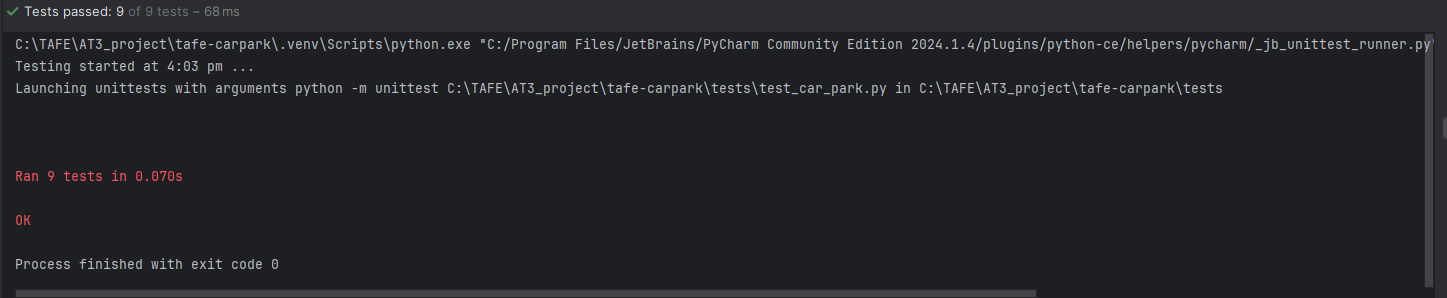 Tests passed: 9 of 9 tests – 68 ms
C:\TAFE\AT3_project\tafe-carpark\.venv\Scripts\python.exe "C:/Program Files/JetBrains/PyCharm Community Edition 2024.1.4/plugins/python-ce/helpers/pycharm/_jb_unittest_runner.py"
Testing started at 4:03 pm ...
Launching unittests with arguments python -m unittest C:\TAFE\AT3_project\tafe-carpark\tests\test_car_park.py in C:\TAFE\AT3_project\tafe-carpark\tests
Ran 9 tests in 0.070s
OK
Process finished with exit code 0